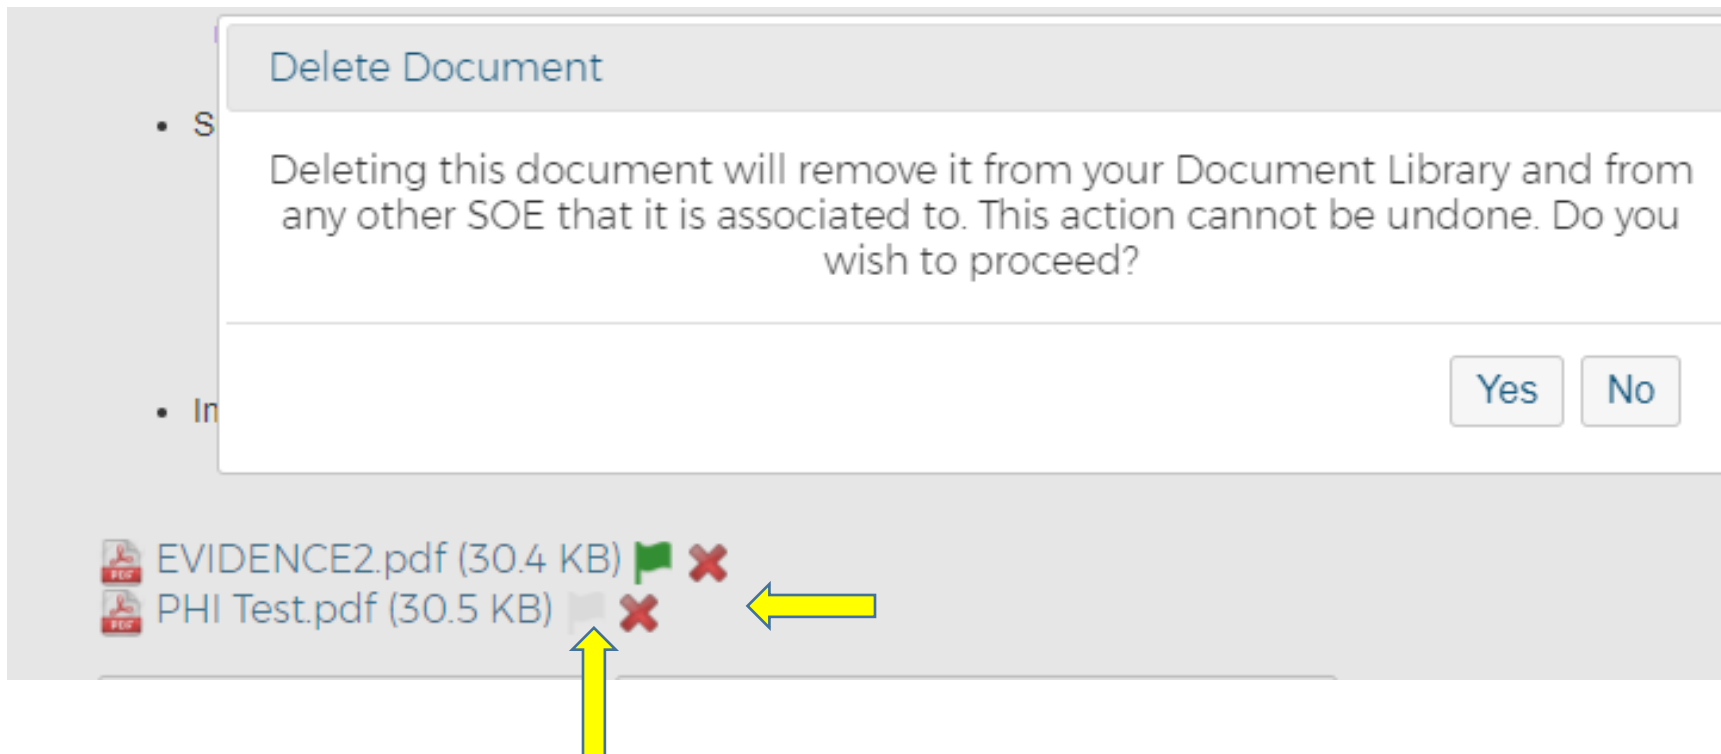 Delete Document
S
Deleting this document will remove it from your Document Library and from
any other SOE that it is associated to. This action cannot be undone. Do you
wish to proceed?
Yes No
In
EVIDENCE2.pdf (30.4 KB)
PHI Test.pdf (30.5 KB)